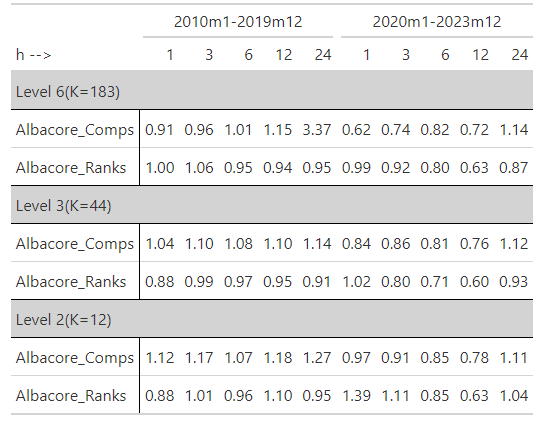 2010m1-2019m12 2020m1-2023m12
h --> 1 3 6 12 24 1 3 6 12 24
Level 6(K=183)
Albacore_Comps 0.91 0.96 1.01 1.15 3.37 0.62 0.74 0.82 0.72 1.14
Albacore_Ranks 1.00 1.06 0.95 0.94 0.95 0.99 0.92 0.80 0.63 0.87
Level 3(K=44)
Albacore_Comps 1.04 1.10 1.08 1.10 1.14 0.84 0.86 0.81 0.76 1.12
Albacore_Ranks 0.88 0.99 0.97 0.95 0.91 1.02 0.80 0.71 0.60 0.93
Level 2(K=12)
Albacore_Comps 1.12 1.17 1.07 1.18 1.27 0.97 0.91 0.85 0.78 1.11
Albacore_Ranks 0.88 1.01 0.96 1.10 0.95 1.39 1.11 0.85 0.63 1.04